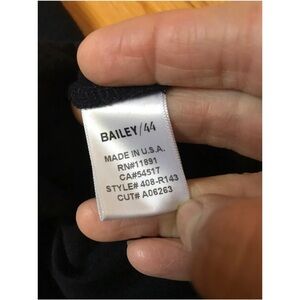 BAILEY/44
MADE IN U.S.A.
RN#11891
CA#54517
STYLE# 408-R143
CUT# A06263